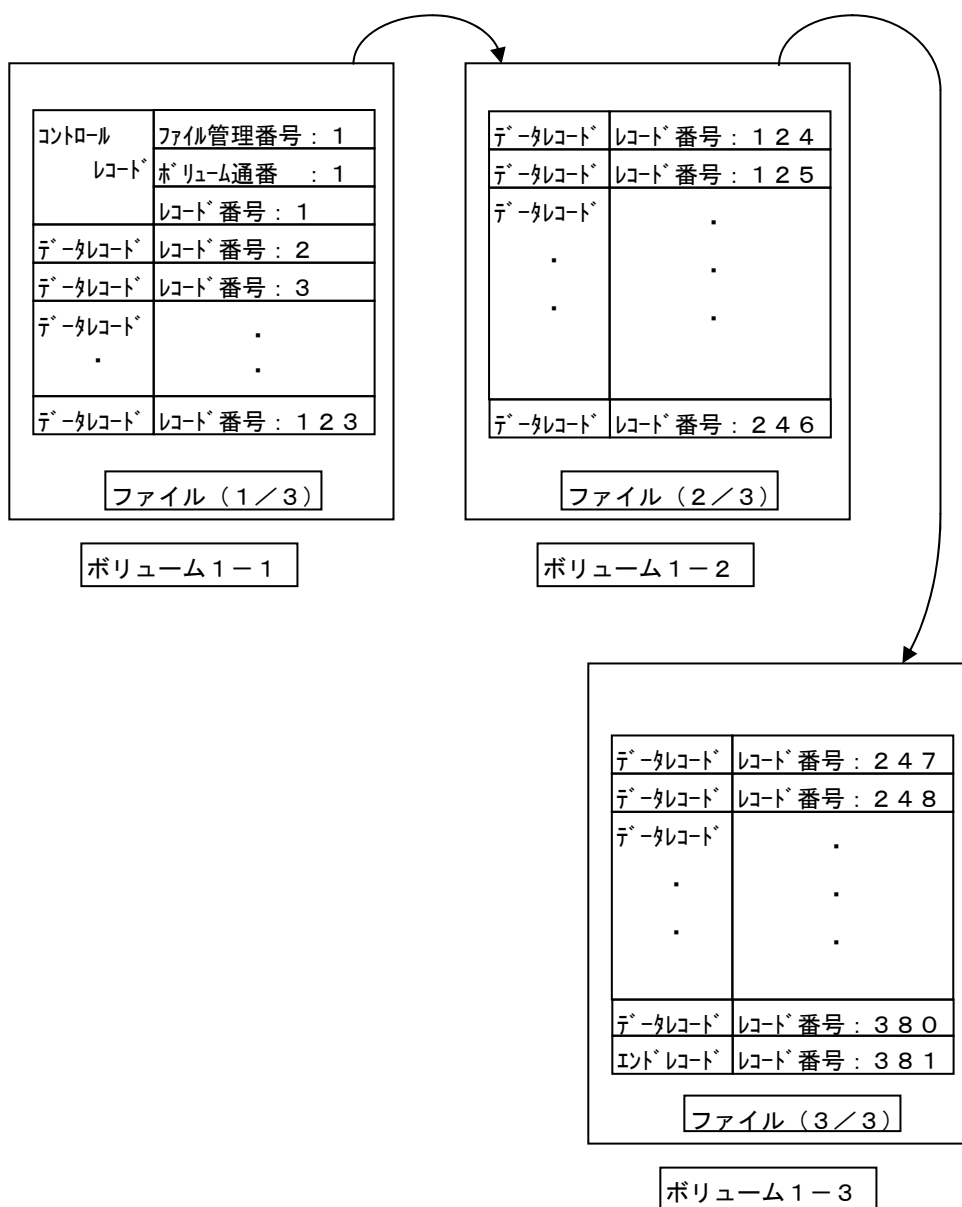 ｺﾝﾄﾛｰﾙ ﾌｧｲﾙ管理番号：１
ﾚｺｰﾄﾞ ﾎﾞﾘｭｰﾑ通番　：１
ﾚｺｰﾄﾞ番号：１
ﾃﾞｰﾀﾚｺｰﾄﾞ ﾚｺｰﾄﾞ番号：２
ﾃﾞｰﾀﾚｺｰﾄﾞ ﾚｺｰﾄﾞ番号：３
ﾃﾞｰﾀﾚｺｰﾄﾞ ・
・ ・
ﾃﾞｰﾀﾚｺｰﾄﾞ ﾚｺｰﾄﾞ番号：１２３
ファイル（１／３）
ボリューム１－１
ﾃﾞｰﾀﾚｺｰﾄﾞ ﾚｺｰﾄﾞ番号：１２４
ﾃﾞｰﾀﾚｺｰﾄﾞ ﾚｺｰﾄﾞ番号：１２５
ﾃﾞｰﾀﾚｺｰﾄﾞ ・
・ ・
・ ・
ﾃﾞｰﾀﾚｺｰﾄﾞ ﾚｺｰﾄﾞ番号：２４６
ファイル（２／３）
ボリューム１－２
ﾃﾞｰﾀﾚｺｰﾄﾞ ﾚｺｰﾄﾞ番号：２４７
ﾃﾞｰﾀﾚｺｰﾄﾞ ﾚｺｰﾄﾞ番号：２４８
ﾃﾞｰﾀﾚｺｰﾄﾞ ・
・ ・
・ ・
ﾃﾞｰﾀﾚｺｰﾄﾞ ﾚｺｰﾄﾞ番号：３８０
ｴﾝﾄﾞﾚｺｰﾄﾞ ﾚｺｰﾄﾞ番号：３８１
ファイル（３／３）
ボリューム１－３